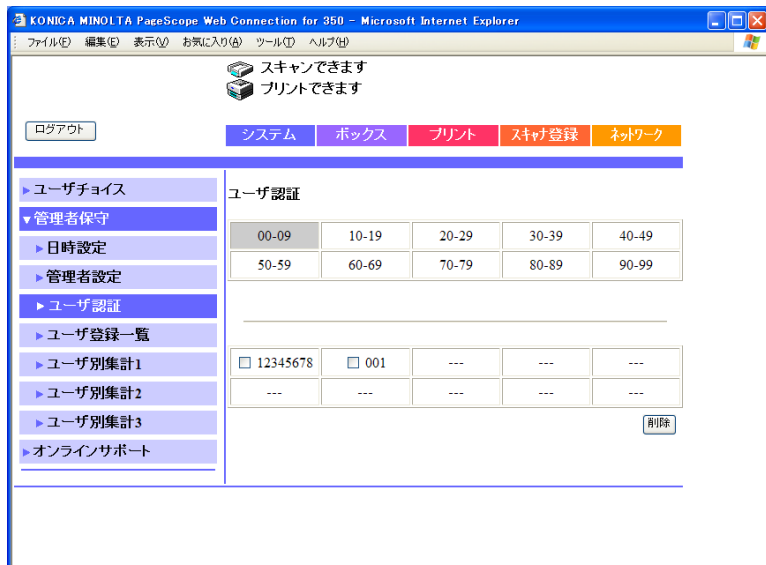 KONICA MINOLTA PageScope Web Connection for 350 - Microsoft Internet Explorer
ファイル(F) 編集(E) 表示(V) お気に入り(A) ツール(T) ヘルプ(H)
スキャンできます
プリントできます
ログアウト
システム ボックス プリント スキャナ登録 ネットワーク
ユーザチョイス
管理者保守
日時設定
管理者設定
ユーザ認証
ユーザ登録一覧
ユーザ別集計1
ユーザ別集計2
ユーザ別集計3
オンラインサポート
ユーザ認証
00-09 10-19 20-29 30-39 40-49
50-59 60-69 70-79 80-89 90-99
12345678 001 --- --- ---
--- --- --- --- ---
削除